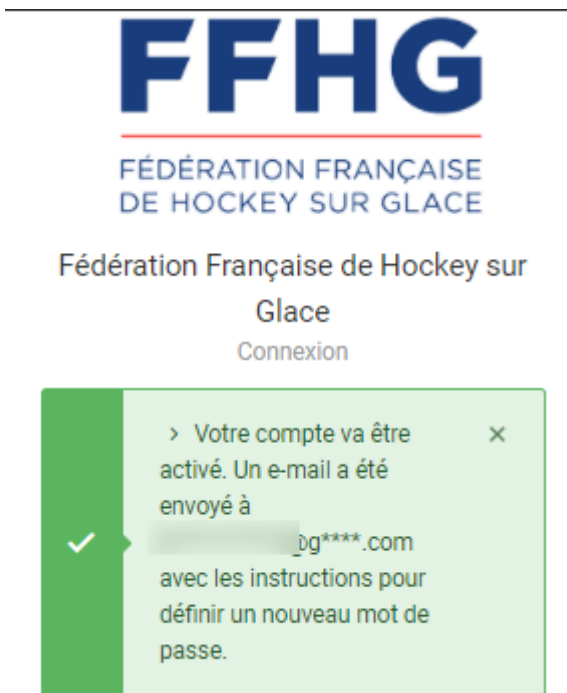 FFHG
FÉDÉRATION FRANÇAISE
DE HOCKEY SUR GLACE
Fédération Française de Hockey sur
Glace
Connexion
> Votre compte va être
activé. Un e-mail a été
envoyé à
@g****.com
avec les instructions pour
définir un nouveau mot de
passe.